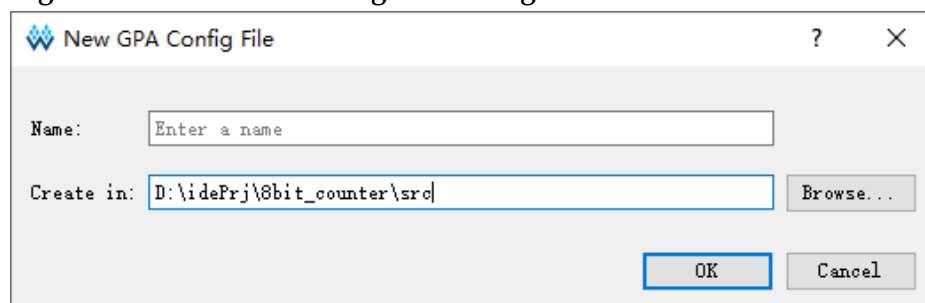 New GPA Config File ? ×
Name: Enter a name
Create in: D:\idePrj\8bit_counter\src Browse...
OK Cancel